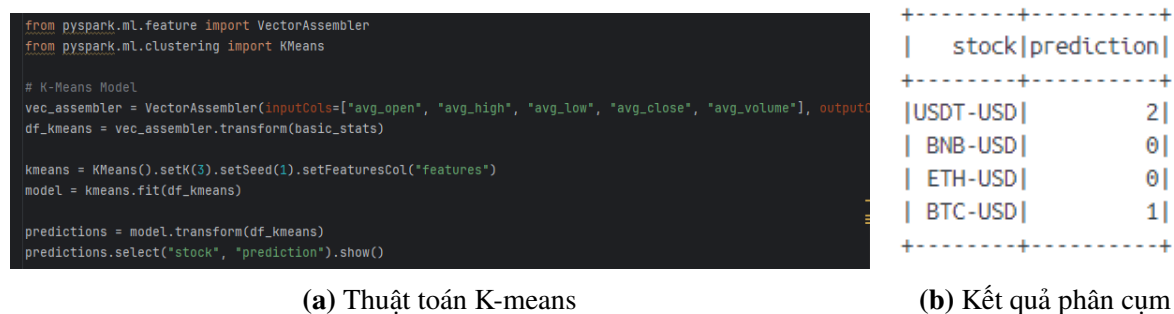 from pyspark.ml.feature import VectorAssembler
from pyspark.ml.clustering import KMeans
# K-Means Model
vec_assembler = VectorAssembler(inputCols=["avg_open", "avg_high", "avg_low", "avg_close", "avg_volume"], outputC
df_kmeans = vec_assembler.transform(basic_stats)
kmeans = KMeans().setK(3).setSeed(1).setFeaturesCol("features")
model = kmeans.fit(df_kmeans)
predictions = model.transform(df_kmeans)
predictions.select("stock", "prediction").show()
(a) Thuật toán K-means
+--------+----------+
|   stock|prediction|
+--------+----------+
|USDT-USD|         2|
| BNB-USD|         0|
| ETH-USD|         0|
| BTC-USD|         1|
+--------+----------+
(b) Kết quả phân cụm